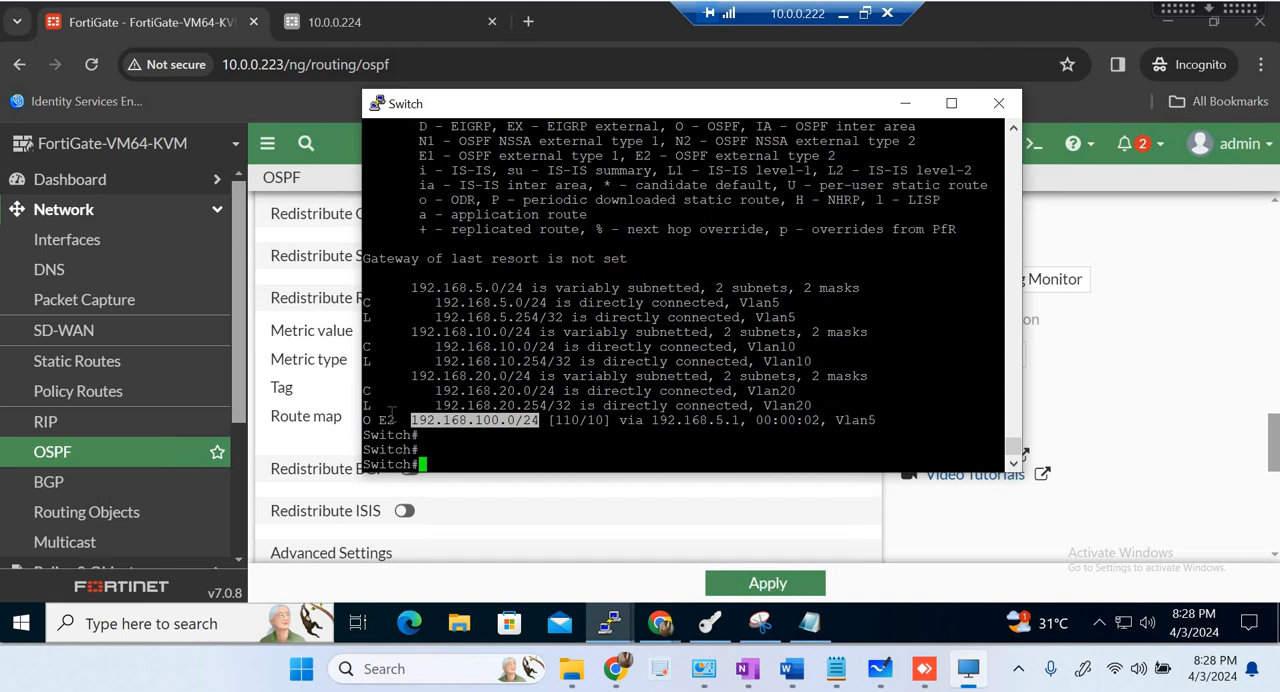 FortiGate - FortiGate-VM64-KV
10.0.0.224
10.0.0.222
Not secure
10.0.0.223/ng/routing/ospf
Incognito
Identity Services En...
All Bookmarks
FortiGate-VM64-KVM
Dashboard
Network
Interfaces
DNS
Packet Capture
SD-WAN
Static Routes
Policy Routes
RIP
OSPF
BGP
Routing Objects
Multicast
FORTINET
v7.0.8
OSPF
2
admin
Redistribute
Redistribute
Redistribute
Metric value
Metric type
Tag
Route map
Redistribute
Redistribute ISIS
Advanced Settings
Apply
g Monitor
on
Video Tutorials
Switch
D - EIGRP, EX - EIGRP external, O - OSPF, IA - OSPF inter area
N1 - OSPF NSSA external type 1, N2 - OSPF NSSA external type 2
E1 - OSPF external type 1, E2 - OSPF external type 2
i - IS-IS, su - IS-IS summary, L1 - IS-IS level-1, L2 - IS-IS level-2
ia - IS-IS inter area, * - candidate default, U - per-user static route
o - ODR, P - periodic downloaded static route, H - NHRP, l - LISP
a - application route
+ - replicated route, % - next hop override, p - overrides from PfR
Gateway of last resort is not set
192.168.5.0/24 is variably subnetted, 2 subnets, 2 masks
C 192.168.5.0/24 is directly connected, Vlan5
L 192.168.5.254/32 is directly connected, Vlan5
192.168.10.0/24 is variably subnetted, 2 subnets, 2 masks
C 192.168.10.0/24 is directly connected, Vlan10
L 192.168.10.254/32 is directly connected, Vlan10
192.168.20.0/24 is variably subnetted, 2 subnets, 2 masks
C 192.168.20.0/24 is directly connected, Vlan20
L 192.168.20.254/32 is directly connected, Vlan20
O E2 192.168.100.0/24 [110/10] via 192.168.5.1, 00:00:02, Vlan5
Switch#
Switch#
Switch#
Activate Windows
Go to Settings to activate Windows.
Type here to search
31°C
8:28 PM
4/3/2024
Search
8:28 PM
4/3/2024